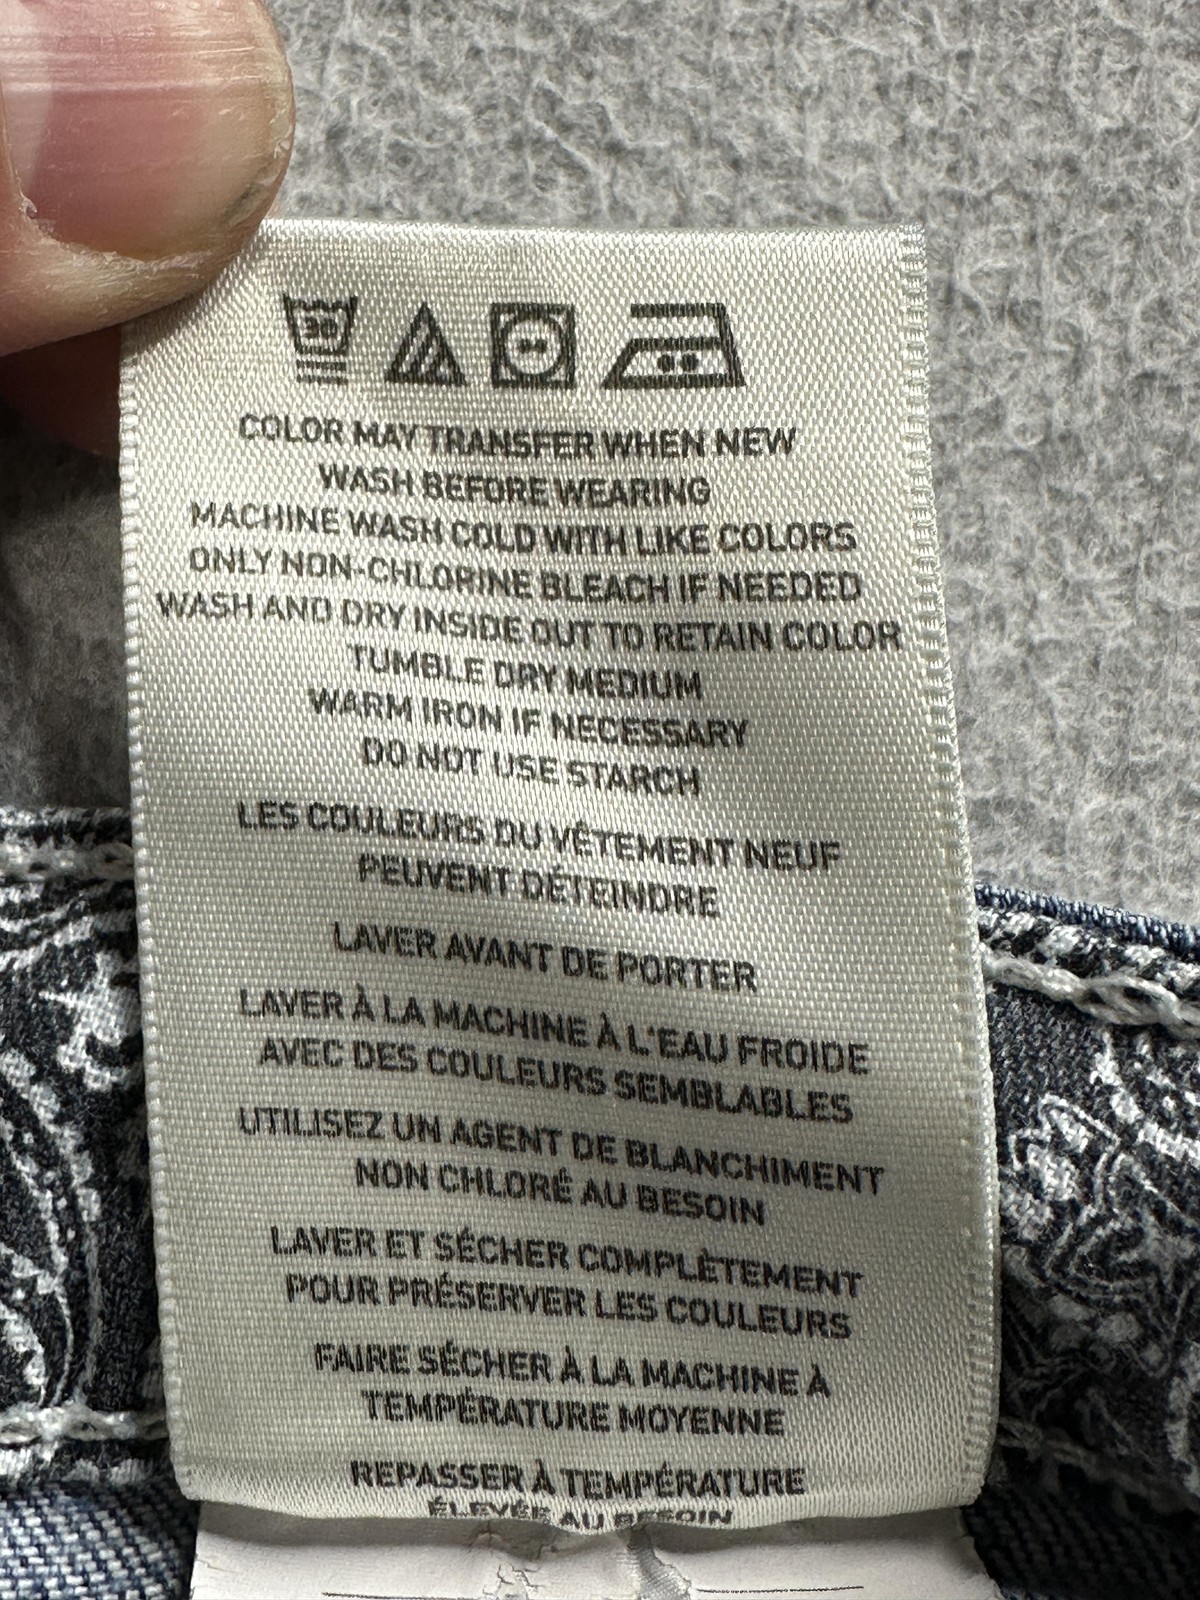 30
COLOR MAY TRANSFER WHEN NEW
WASH BEFORE WEARING
MACHINE WASH COLD WITH LIKE COLORS
ONLY NON-CHLORINE BLEACH IF NEEDED
WASH AND DRY INSIDE OUT TO RETAIN COLOR
TUMBLE DRY MEDIUM
WARM IRON IF NECESSARY
DO NOT USE STARCH
LES COULEURS DU VÊTEMENT NEUF
PEUVENT DÉTEINDRE
LAVER AVANT DE PORTER
LAVER À LA MACHINE À L'EAU FROIDE
AVEC DES COULEURS SEMBLABLES
UTILISEZ UN AGENT DE BLANCHIMENT
NON CHLORÉ AU BESOIN
LAVER ET SÉCHER COMPLÈTEMENT
POUR PRÉSERVER LES COULEURS
FAIRE SÉCHER À LA MACHINE À
TEMPÉRATURE MOYENNE
REPASSER À TEMPÉRATURE
ÉLEVÉE AU BESOIN